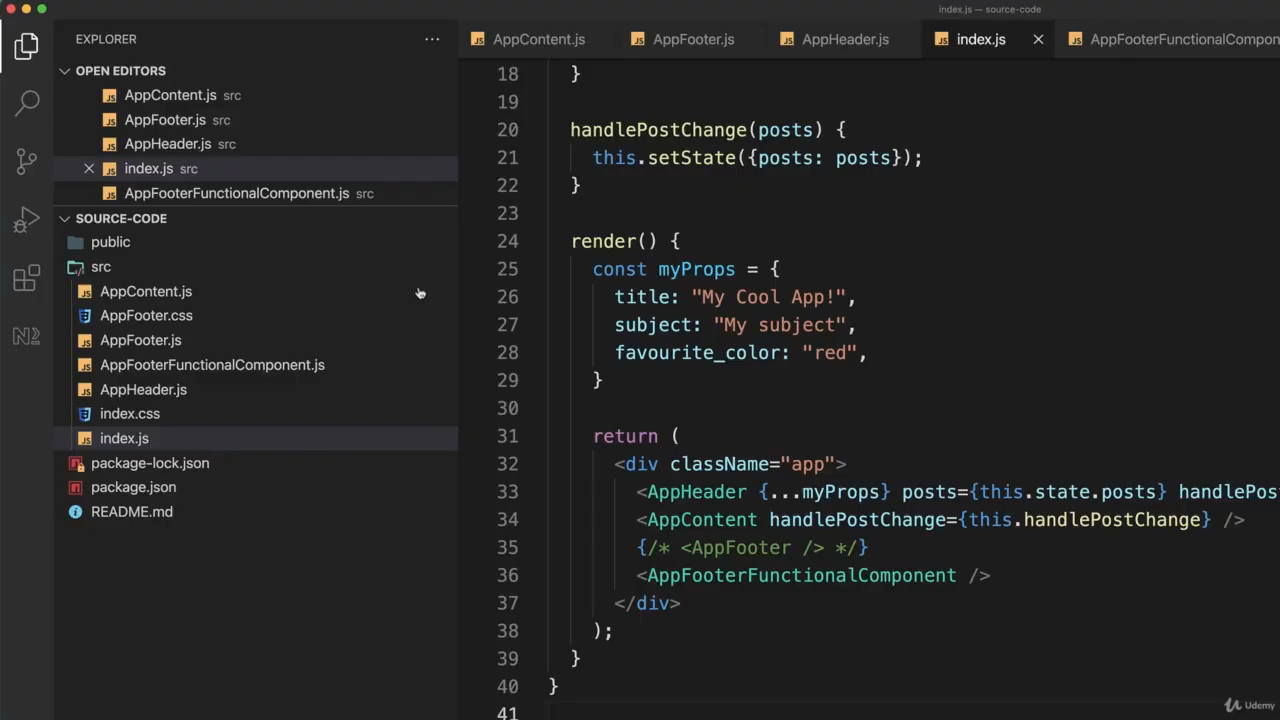 index.js — source-code
EXPLORER
AppContent.js
AppFooter.js
AppHeader.js
index.js
AppFooterFunctionalCompon
OPEN EDITORS
AppContent.js src
AppFooter.js src
AppHeader.js src
index.js src
AppFooterFunctionalComponent.js src
SOURCE-CODE
public
src
AppContent.js
AppFooter.css
AppFooter.js
AppFooterFunctionalComponent.js
AppHeader.js
index.css
index.js
package-lock.json
package.json
README.md
18 }
19
20 handlePostChange(posts) {
21 this.setState({posts: posts});
22 }
23
24 render() {
25 const myProps = {
26 title: "My Cool App!",
27 subject: "My subject",
28 favourite_color: "red",
29 }
30
31 return (
32 <div className="app">
33 <AppHeader {...myProps} posts={this.state.posts} handlePos
34 <AppContent handlePostChange={this.handlePostChange} />
35 {/* <AppFooter /> */}
36 <AppFooterFunctionalComponent />
37 </div>
38 );
39 }
40 }
41
Udemy